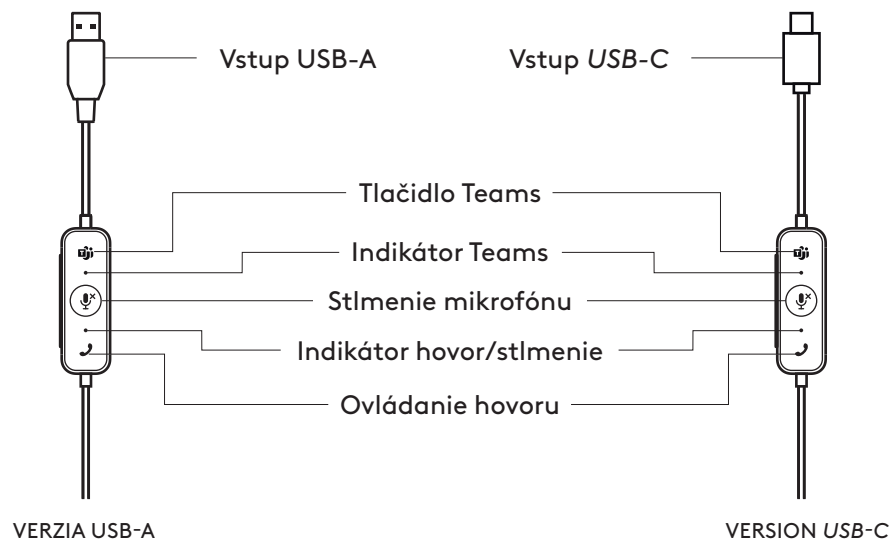 Vstup USB-A
Vstup USB-C
Tlačidlo Teams
Indikátor Teams
Stlmenie mikrofónu
Indikátor hovor/stlmenie
Ovládanie hovoru
VERZIA USB-A
VERSION USB-C